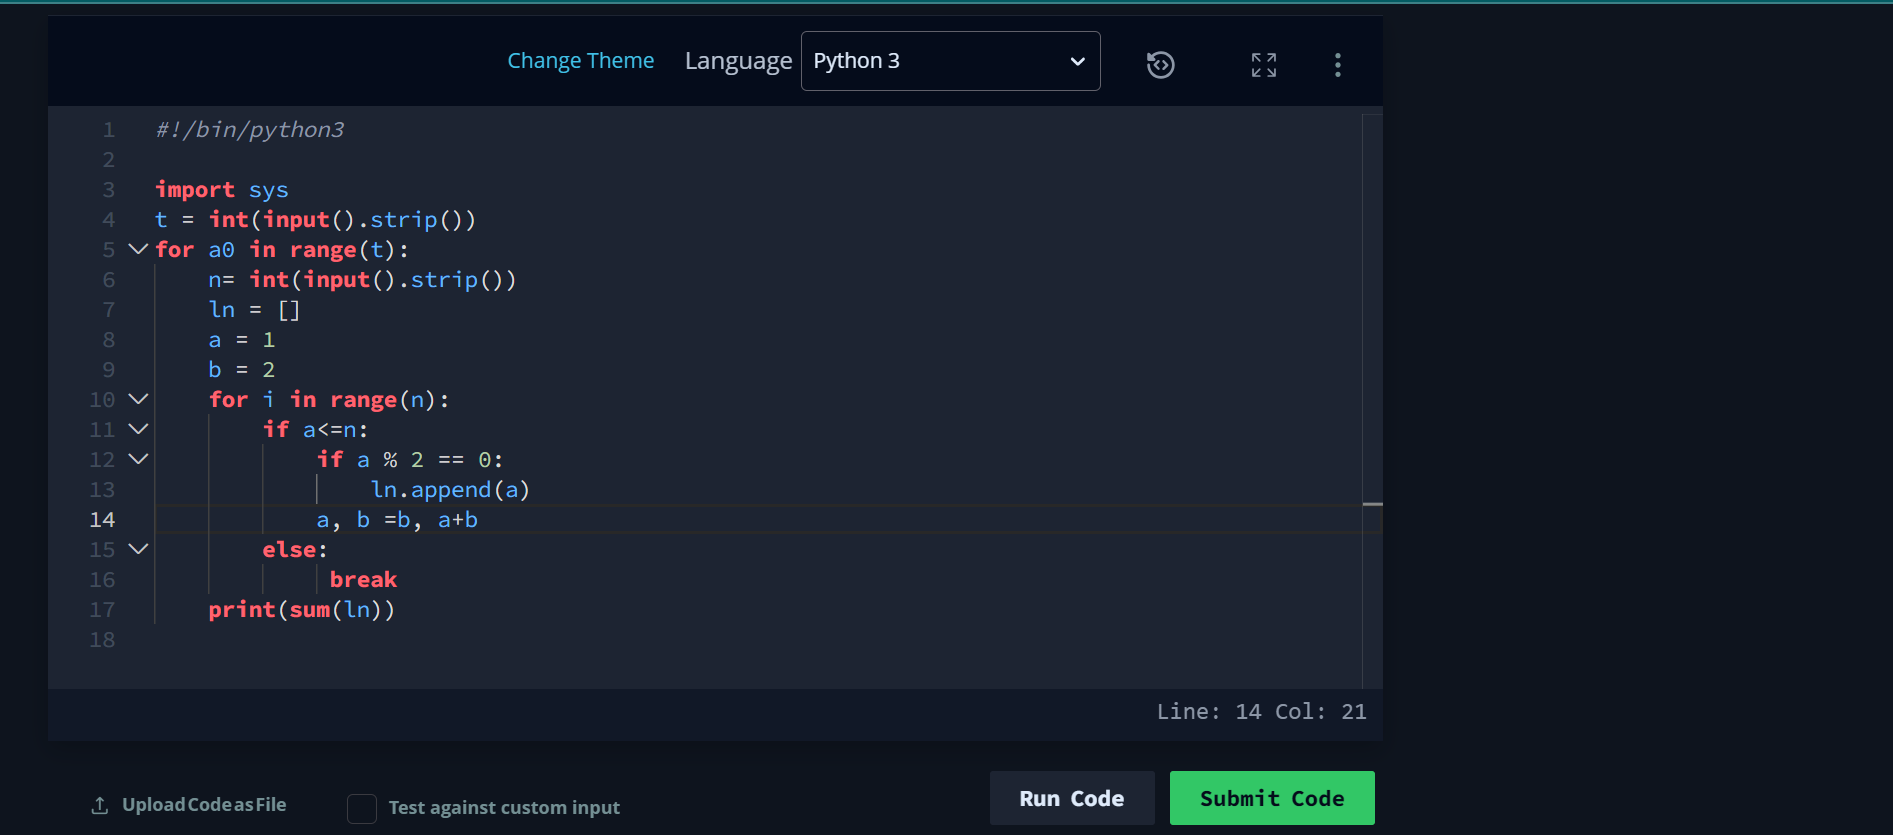 Change Theme Language Python 3
1 #!/bin/python3
2
3 import sys
4 t = int(input().strip())
5 for a0 in range(t):
6     n= int(input().strip())
7     ln = []
8     a = 1
9     b = 2
10     for i in range(n):
11         if a<=n:
12             if a % 2 == 0:
13                 ln.append(a)
14             a, b =b, a+b
15         else:
16              break
17     print(sum(ln))
18
Line: 14 Col: 21
Upload Code as File Test against custom input Run Code Submit Code